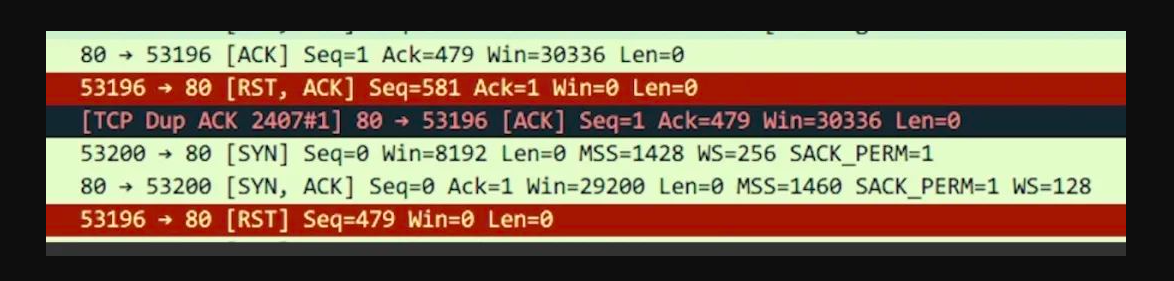 80 → 53196 [ACK] Seq=1 Ack=479 Win=30336 Len=0
53196 → 80 [RST, ACK] Seq=581 Ack=1 Win=0 Len=0
[TCP Dup ACK 2407#1] 80 → 53196 [ACK] Seq=1 Ack=479 Win=30336 Len=0
53200 → 80 [SYN] Seq=0 Win=8192 Len=0 MSS=1428 WS=256 SACK_PERM=1
80 → 53200 [SYN, ACK] Seq=0 Ack=1 Win=29200 Len=0 MSS=1460 SACK_PERM=1 WS=128
53196 → 80 [RST] Seq=479 Win=0 Len=0